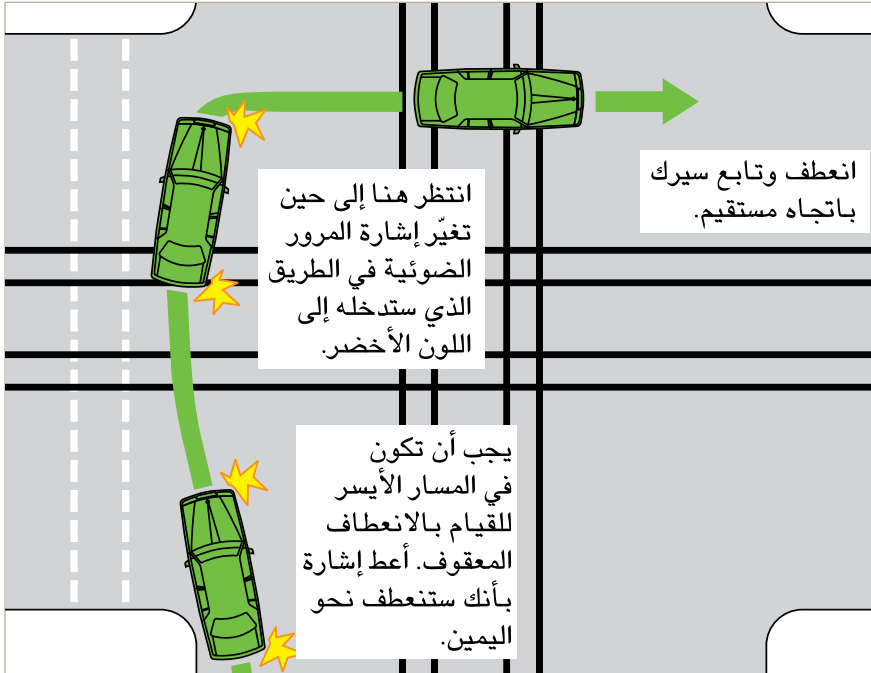 انعطف وتابع سيرك
باتجاه مستقيم.
انتظر هنا إلى حين
تغيّر إشارة المرور
الضوئية في الطريق
الذي ستدخله إلى
اللون الأخضر.
يجب أن تكون
في المسار الأيسر
للقيام بالانعطاف
المعقوف. أعط إشارة
بأنك ستنعطف نحو
اليمين.